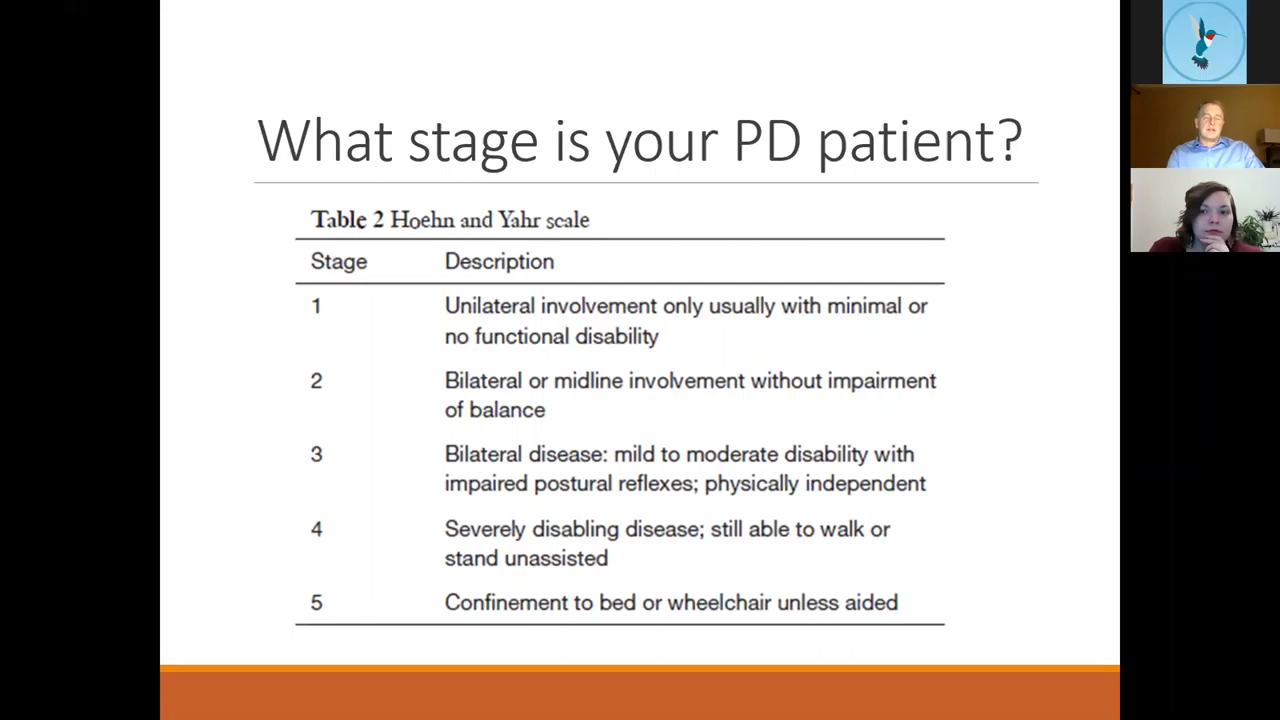 What stage is your PD patient?
Table 2 Hoehn and Yahr scale
Stage Description
1 Unilateral involvement only usually with minimal or
no functional disability
2 Bilateral or midline involvement without impairment
of balance
3 Bilateral disease: mild to moderate disability with
impaired postural reflexes; physically independent
4 Severely disabling disease; still able to walk or
stand unassisted
5 Confinement to bed or wheelchair unless aided